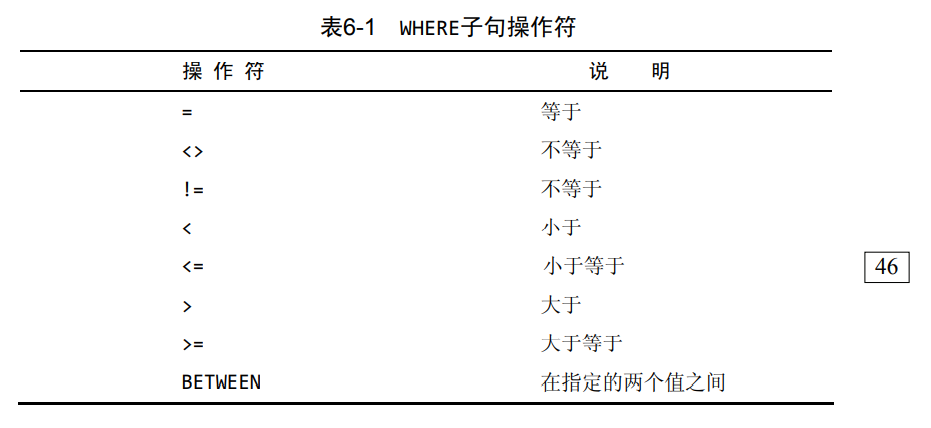 表6-1 WHERE子句操作符
操 作 符 说 明
= 等于
<> 不等于
!= 不等于
< 小于
<= 小于等于
46
> 大于
>= 大于等于
BETWEEN 在指定的两个值之间